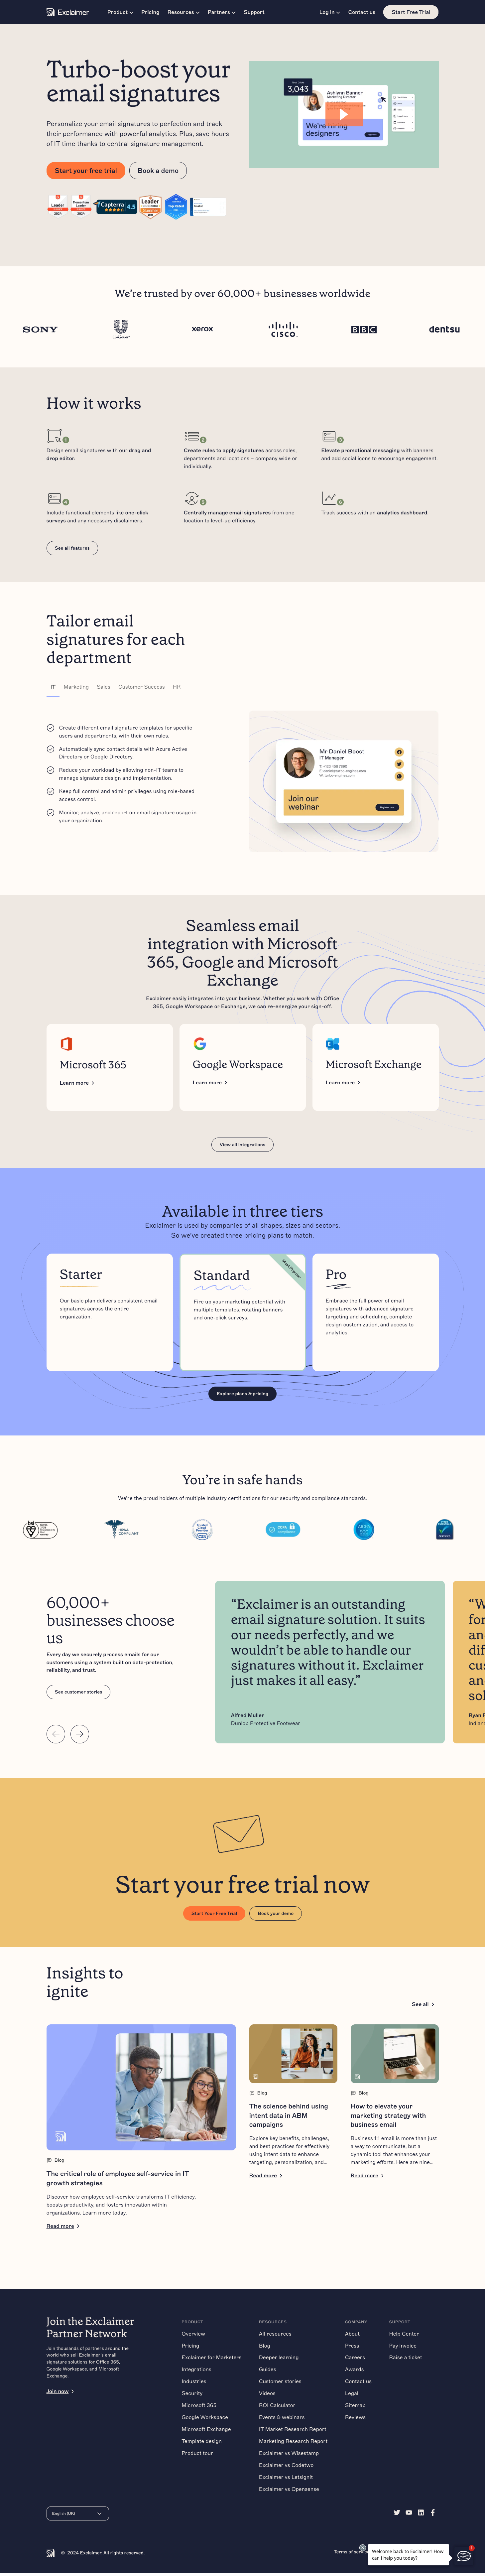 Exclaimer
Product
Pricing
Resources
Partners
Support
Log in
Contact us
Start Free Trial
Turbo-boost your
email signatures
Personalize your email signatures to perfection and track
their performance with powerful analytics. Plus, save hours
of IT time thanks to central signature management.
Start your free trial
Book a demo
3,043
Ashlynn Banner
Marketing Director
We're hiring
designers
Leader
2024
Momentum
Leader
2024
Capterra
4.5
Leader
Top Rated
We're trusted by over 60,000+ businesses worldwide
SONY
Unilever
xerox
CISCO
BBC
dentsu
How it works
1
Design email signatures with our drag and
drop editor.
2
Create rules to apply signatures across roles,
departments and locations – company wide or
individually.
3
Elevate promotional messaging with banners
and add social icons to encourage engagement.
4
Include functional elements like one-click
surveys and any necessary disclaimers.
5
Centrally manage email signatures from one
location to level-up efficiency.
6
Track success with an analytics dashboard.
See all features
Tailor email
signatures for each
department
IT
Marketing
Sales
Customer Success
HR
Create different email signature templates for specific
users and departments, with their own rules.
Automatically sync contact details with Azure Active
Directory or Google Directory.
Reduce your workload by allowing non-IT teams to
manage signature design and implementation.
Keep full control and admin privileges using role-based
access control.
Monitor, analyze, and report on email signature usage in
your organization.
Mr Daniel Boost
IT Manager
Join our
webinar
Seamless email
integration with Microsoft
365, Google and Microsoft
Exchange
Exclaimer easily integrates into your business. Whether you work with Office
365, Google Workspace or Exchange, we can re-energize your sign-off.
Microsoft 365
Learn more
Google Workspace
Learn more
Microsoft Exchange
Learn more
View all integrations
Available in three tiers
Exclaimer is used by companies of all shapes, sizes and sectors.
So we've created three pricing plans to match.
Starter
Our basic plan delivers consistent email
signatures across the entire
organization.
Most Popular
Standard
Fire up your marketing potential with
multiple templates, rotating banners
and one-click surveys.
Pro
Embrace the full power of email
signatures with advanced signature
targeting and scheduling, complete
design customization, and access to
analytics.
Explore plans & pricing
You're in safe hands
We're the proud holders of multiple industry certifications for our security and compliance standards.
HIPAA
COMPLIANT
CCPA
compliance
AICPA
SOC
60,000+
businesses choose
us
Every day we securely process emails for our
customers using a system built on data-protection,
reliability, and trust.
See customer stories
“Exclaimer is an outstanding
email signature solution. It suits
our needs perfectly, and we
wouldn't be able to handle our
signatures without it. Exclaimer
just makes it all easy.”
Alfred Muller
Dunlop Protective Footwear
Start your free trial now
Start Your Free Trial
Book your demo
Insights to
ignite
See all
Blog
The critical role of employee self-service in IT
growth strategies
Discover how employee self-service transforms IT efficiency,
boosts productivity, and fosters innovation within
organizations. Learn more today.
Read more
Blog
The science behind using
intent data in ABM
campaigns
Explore key benefits, challenges,
and best practices for effectively
using intent data to enhance
targeting, personalization, and...
Read more
Blog
How to elevate your
marketing strategy with
business email
Business 1:1 email is more than just
a way to communicate, but a
dynamic tool that enhances your
marketing efforts. Here are nine...
Read more
Join the Exclaimer
Partner Network
Join thousands of partners around the
world who sell Exclaimer's email
signature solutions for Office 365,
Google Workspace, and Microsoft
Exchange.
Join now
PRODUCT
Overview
Pricing
Exclaimer for Marketers
Integrations
Industries
Security
Microsoft 365
Google Workspace
Microsoft Exchange
Template design
Product tour
RESOURCES
All resources
Blog
Deeper learning
Guides
Customer stories
Videos
ROI Calculator
Events & webinars
IT Market Research Report
Marketing Research Report
Exclaimer vs Wisestamp
Exclaimer vs Codetwo
Exclaimer vs Letsignit
Exclaimer vs Opensense
COMPANY
About
Press
Careers
Awards
Contact us
Legal
Sitemap
Reviews
SUPPORT
Help Center
Pay invoice
Raise a ticket
English (UK)
© 2024 Exclaimer. All rights reserved.
Terms of service
Welcome back to Exclaimer!! How
can I help you today?
1